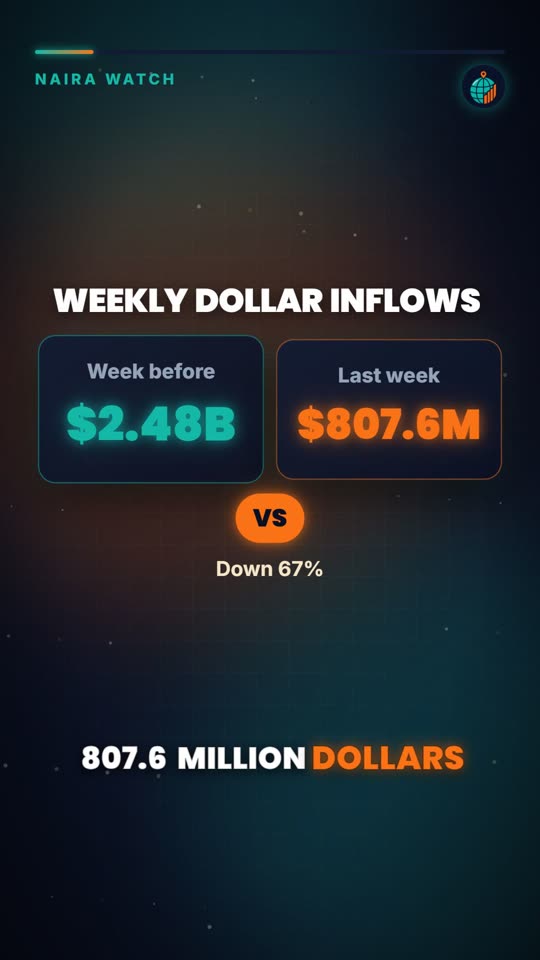 NAIRA WATCH
WEEKLY DOLLAR INFLOWS
Week before
$2.48B
Last week
$807.6M
VS
Down 67%
807.6 MILLION DOLLARS